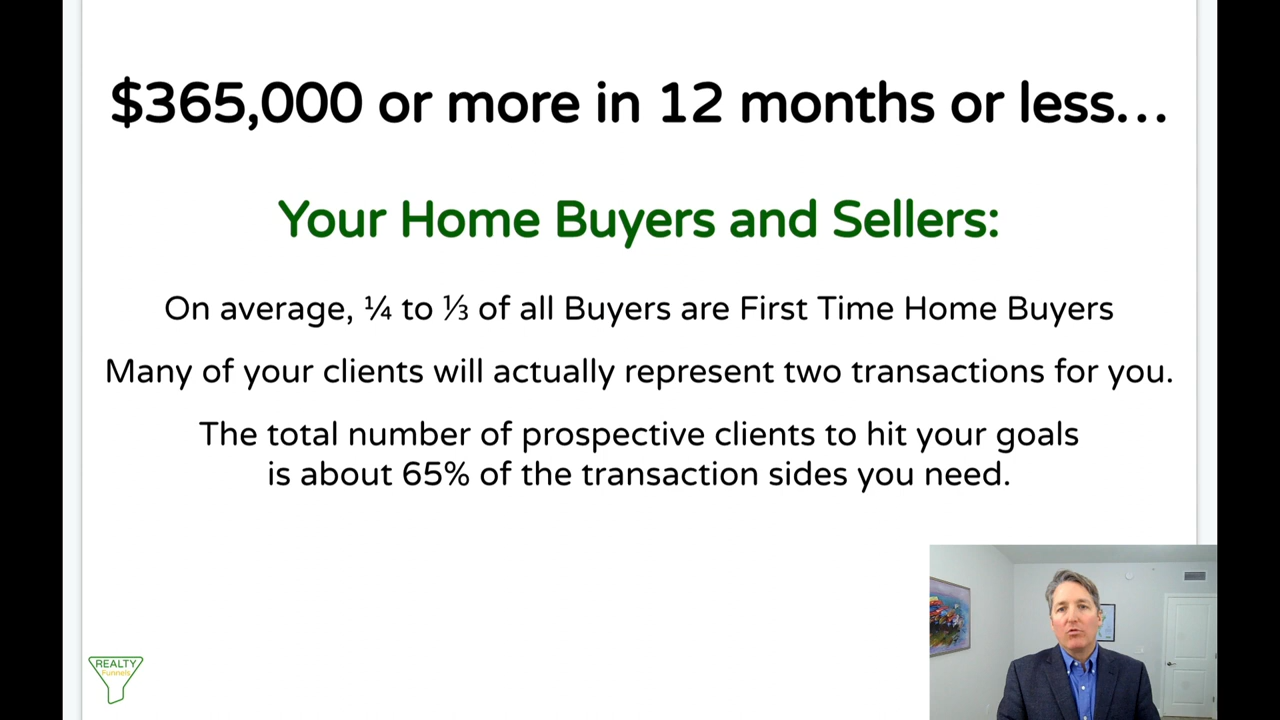 $365,000 or more in 12 months or less…
Your Home Buyers and Sellers:
On average, ¼ to ⅓ of all Buyers are First Time Home Buyers
Many of your clients will actually represent two transactions for you.
The total number of prospective clients to hit your goals
is about 65% of the transaction sides you need.
REALTY
Funnels